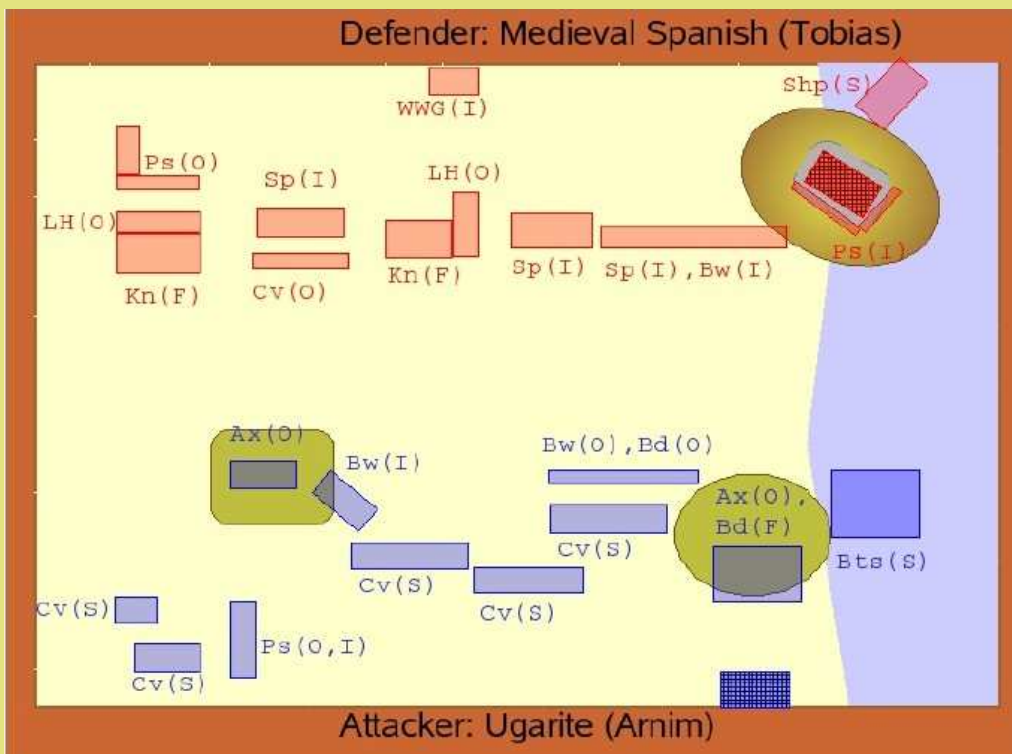 Defender: Medieval Spanish (Tobias)
Shp(S)
WWG(I)
Ps(O)
LH(O)
Sp(I)
LH(O)
Ps(I)
Kn(F)
Sp(I)
Sp(I),Bw(I)
Kn(F)
Cv(O)
Ax(O)
Bw(I)
Bw(O),Bd(O)
Ax(O),
Bd(F)
Cv(S)
Bts(S)
Cv(S)
Cv(S)
Cv(S)
Ps(O,I)
Cv(S)
Attacker: Ugarite (Arnim)